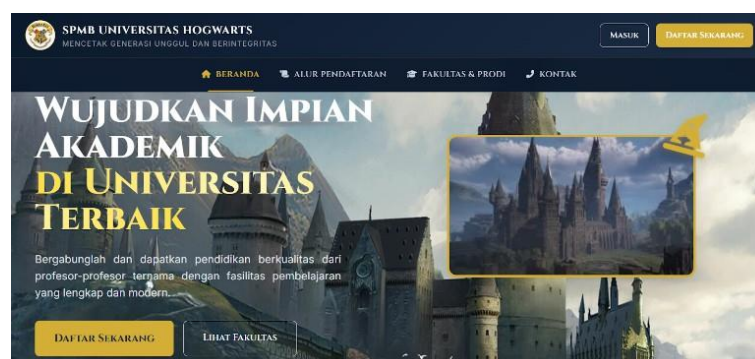 SPMB UNIVERSITAS HOGWARTS
MENCETAK GENERASI UNGGUL DAN BERINTEGRITAS
MASUK
DAFTAR SEKARANG
BERANDA
ALUR PENDAFTARAN
FAKULTAS & PRODI
KONTAK
WUJUDKAN IMPIAN
AKADEMIK
DI UNIVERSITAS
TERBAIK
Bergabunglah dan dapatkan pendidikan berkualitas dari
profesor-profesor ternama dengan fasilitas pembelajaran
yang lengkap dan modern.
DAFTAR SEKARANG
LIHAT FAKULTAS